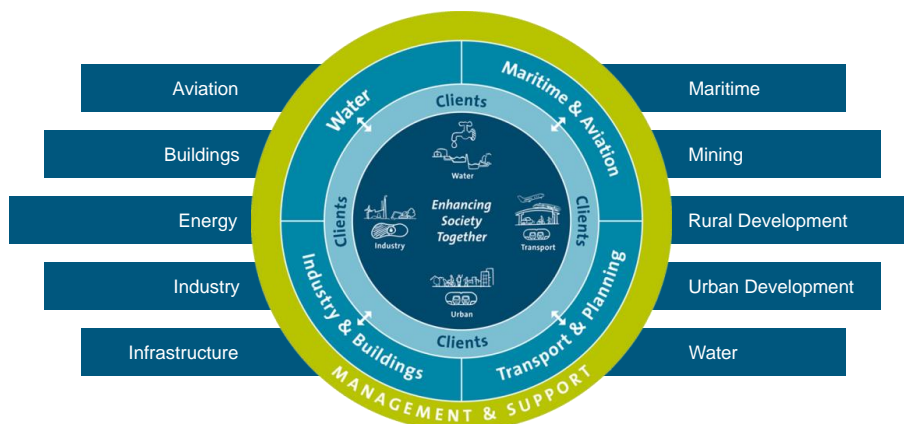 Aviation
Buildings
Energy
Industry
Infrastructure
Water
Maritime & Aviation
Industry & Buildings
Transport & Planning
MANAGEMENT & SUPPORT
Clients
Clients
Clients
Clients
Water
Industry
Enhancing
Society
Together
Transport
Urban
Maritime
Mining
Rural Development
Urban Development
Water